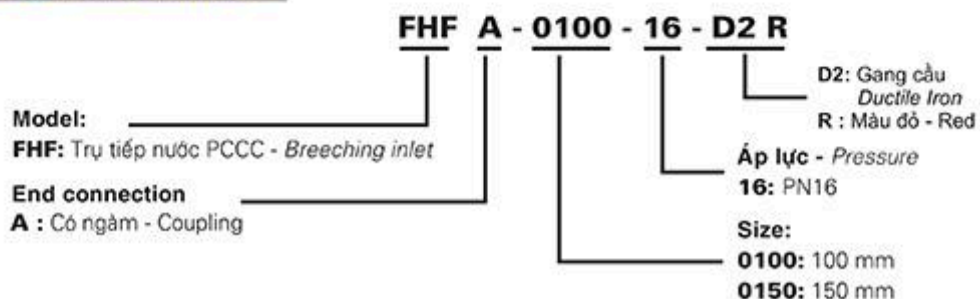 FHF A - 0100 - 16 - D2 R
D2: Gang cầu
Ductile Iron
R : Màu đỏ - Red
Model:
FHF: Trụ tiếp nước PCCC - Breeching inlet
Áp lực - Pressure
16: PN16
End connection
A : Có ngàm - Coupling
Size:
0100: 100 mm
0150: 150 mm